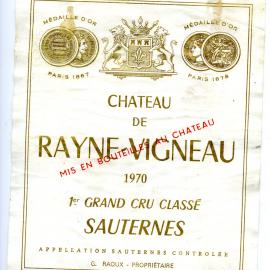 MÉDAILLE D'OR
PARIS 1867
MÉDAILLE D'OR
PARIS 1878
CHATEAU
DE
RAYNE-VIGNEAU
MIS EN BOUTEILLES AU CHATEAU
1970
1er GRAND CRU CLASSÉ
SAUTERNES
APPELLATION SAUTERNES CONTROLÉE
G. RAOUX - PROPRIÉTAIRE